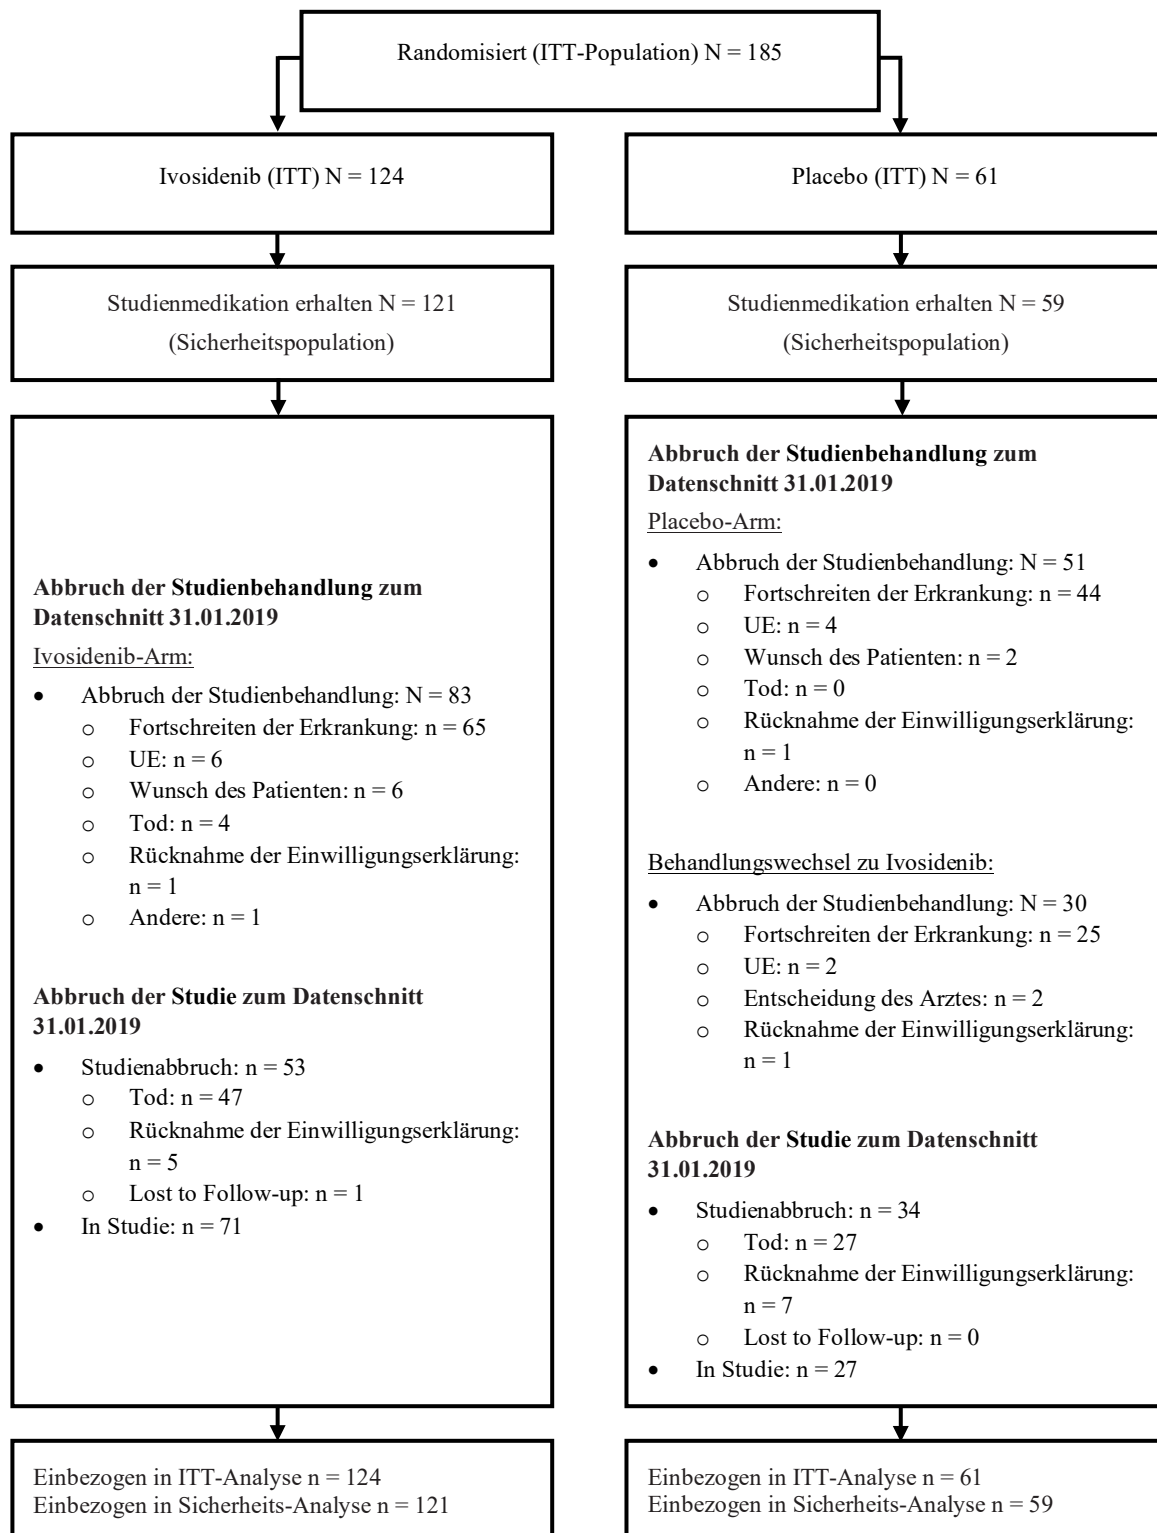 Randomisiert (ITT-Population) N = 185
Ivosidenib (ITT) N = 124
Placebo (ITT) N = 61
Studienmedikation erhalten N = 121
(Sicherheitspopulation)
Studienmedikation erhalten N = 59
(Sicherheitspopulation)
Abbruch der Studienbehandlung zum
Datenschnitt 31.01.2019
Ivosidenib-Arm:
• Abbruch der Studienbehandlung: N = 83
o Fortschreiten der Erkrankung: n = 65
o UE: n = 6
o Wunsch des Patienten: n = 6
o Tod: n = 4
o Rücknahme der Einwilligungserklärung:
n = 1
o Andere: n = 1
Abbruch der Studie zum Datenschnitt
31.01.2019
• Studienabbruch: n = 53
o Tod: n = 47
o Rücknahme der Einwilligungserklärung:
n = 5
o Lost to Follow-up: n = 1
• In Studie: n = 71
Abbruch der Studienbehandlung zum
Datenschnitt 31.01.2019
Placebo-Arm:
• Abbruch der Studienbehandlung: N = 51
o Fortschreiten der Erkrankung: n = 44
o UE: n = 4
o Wunsch des Patienten: n = 2
o Tod: n = 0
o Rücknahme der Einwilligungserklärung:
n = 1
o Andere: n = 0
Behandlungswechsel zu Ivosidenib:
• Abbruch der Studienbehandlung: N = 30
o Fortschreiten der Erkrankung: n = 25
o UE: n = 2
o Entscheidung des Arztes: n = 2
o Rücknahme der Einwilligungserklärung:
n = 1
Abbruch der Studie zum Datenschnitt
31.01.2019
• Studienabbruch: n = 34
o Tod: n = 27
o Rücknahme der Einwilligungserklärung:
n = 7
o Lost to Follow-up: n = 0
• In Studie: n = 27
Einbezogen in ITT-Analyse n = 124
Einbezogen in Sicherheits-Analyse n = 121
Einbezogen in ITT-Analyse n = 61
Einbezogen in Sicherheits-Analyse n = 59